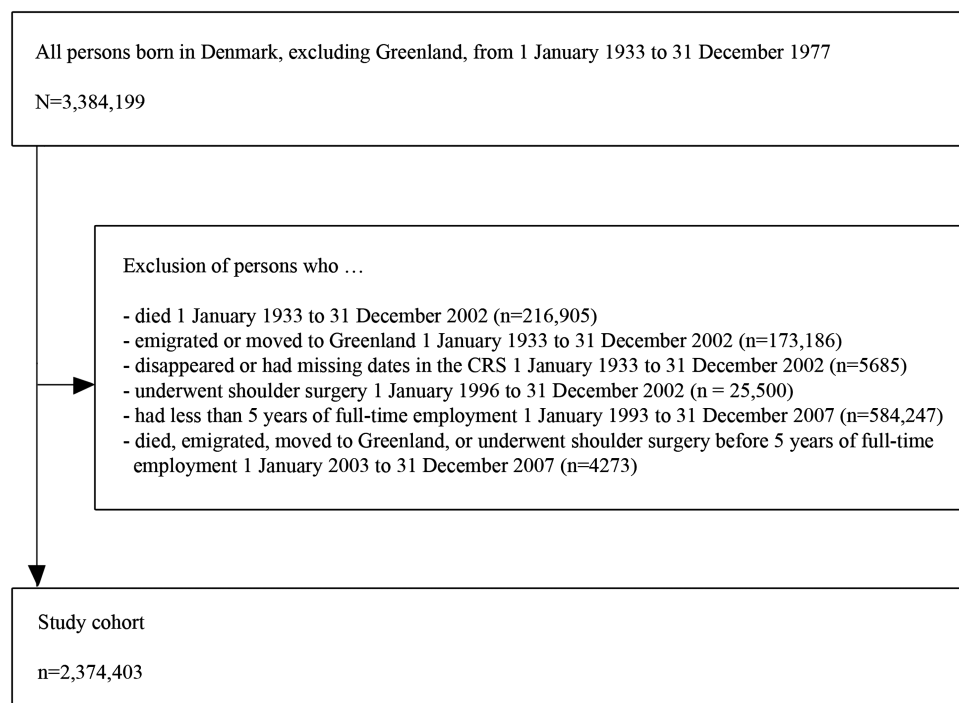 All persons born in Denmark, excluding Greenland, from 1 January 1933 to 31 December 1977
N=3,384,199
Exclusion of persons who …
- died 1 January 1933 to 31 December 2002 (n=216,905)
- emigrated or moved to Greenland 1 January 1933 to 31 December 2002 (n=173,186)
- disappeared or had missing dates in the CRS 1 January 1933 to 31 December 2002 (n=5685)
- underwent shoulder surgery 1 January 1996 to 31 December 2002 (n = 25,500)
- had less than 5 years of full-time employment 1 January 1993 to 31 December 2007 (n=584,247)
- died, emigrated, moved to Greenland, or underwent shoulder surgery before 5 years of full-time
employment 1 January 2003 to 31 December 2007 (n=4273)
Study cohort
n=2,374,403